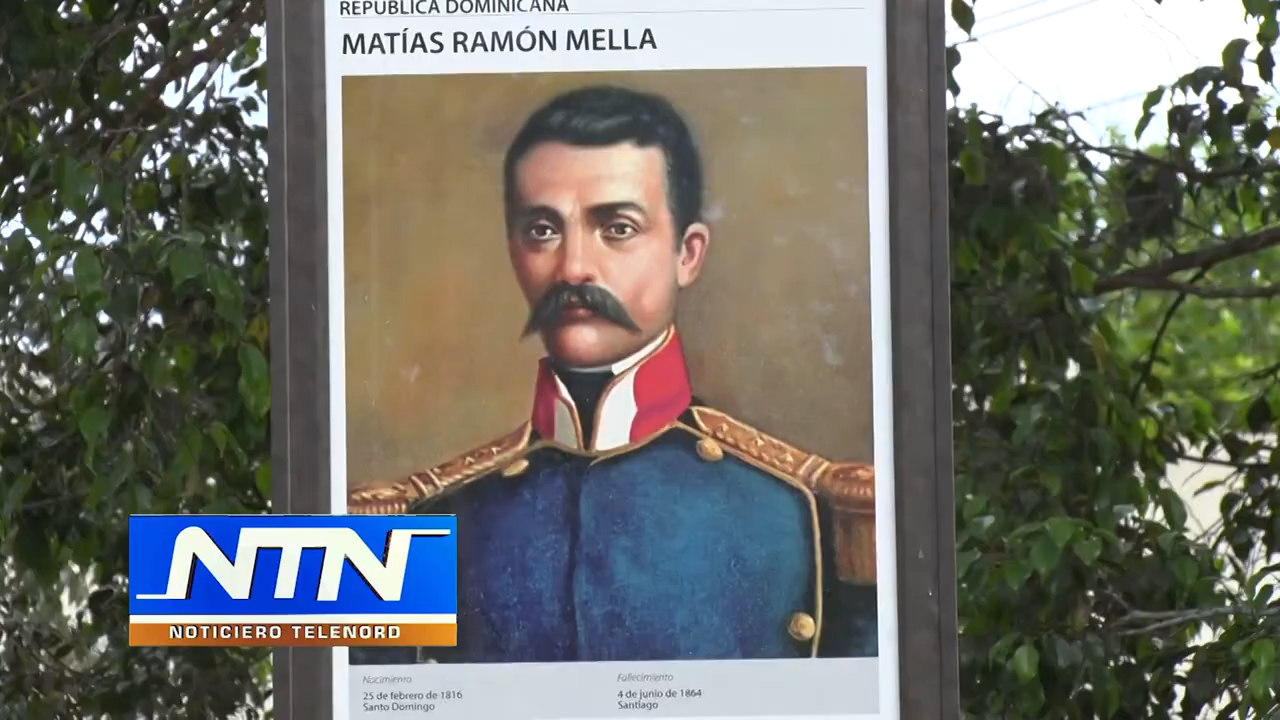 REPÚBLICA DOMINICANA
MATÍAS RAMÓN MELLA
NTN
NOTICIERO TELENORD
Nacimiento
25 de febrero de 1816
Santo Domingo
Fallecimiento
4 de junio de 1864
Santiago